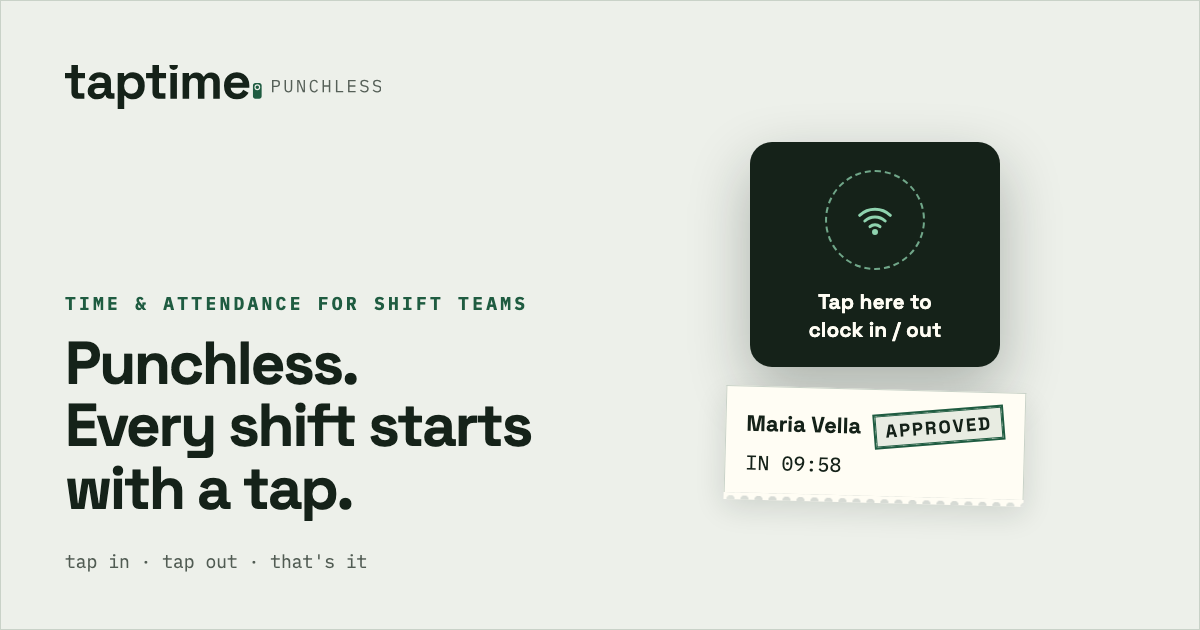 taptime
PUNCHLESS
TIME & ATTENDANCE FOR SHIFT TEAMS
Punchless.
Every shift starts
with a tap.
tap in · tap out · that's it
Tap here to
clock in / out
Maria Vella
APPROVED
IN 09:58